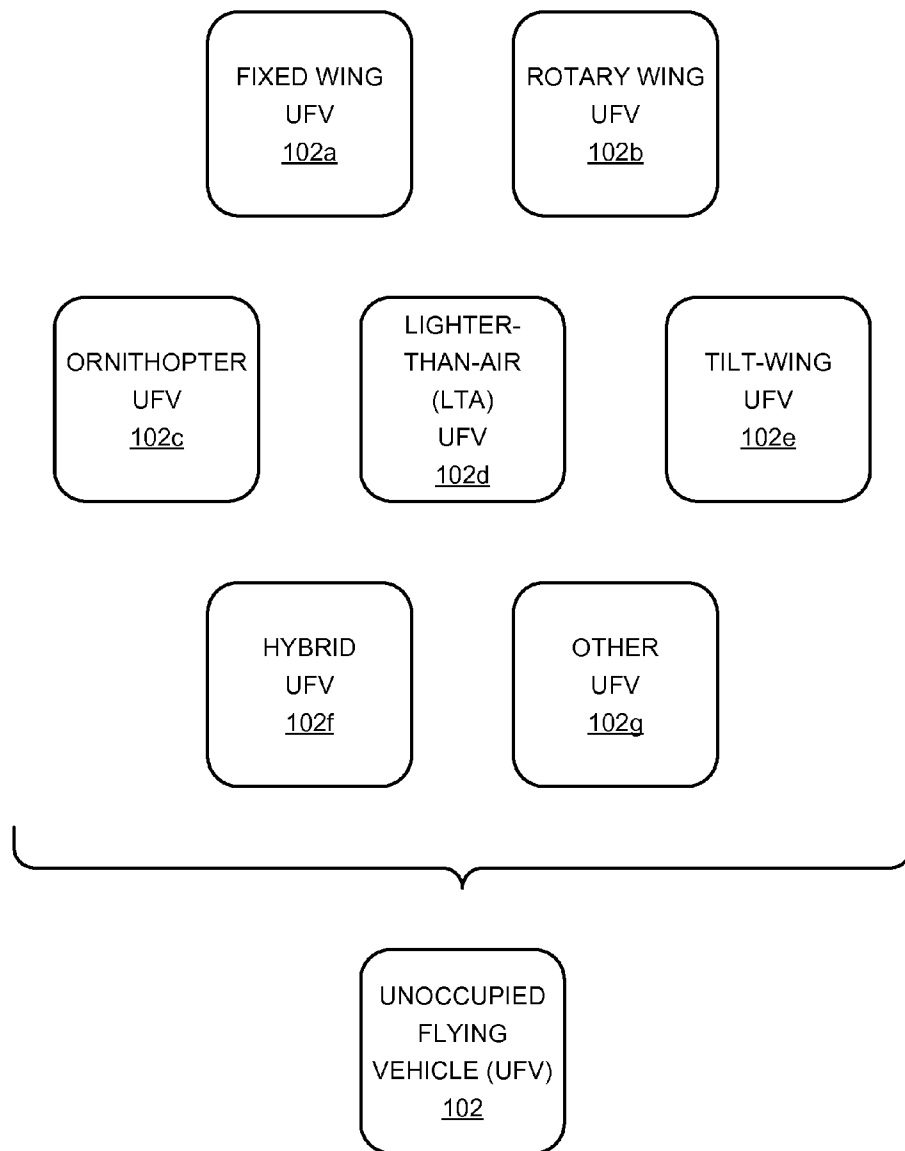 FIXED WING
UFV
102a
ROTARY WING
UFV
102b
ORNITHOPTER
UFV
102c
LIGHTER-
THAN-AIR
(LTA)
UFV
102d
TILT-WING
UFV
102e
HYBRID
UFV
102f
OTHER
UFV
102g
UNOCCUPIED
FLYING
VEHICLE (UFV)
102